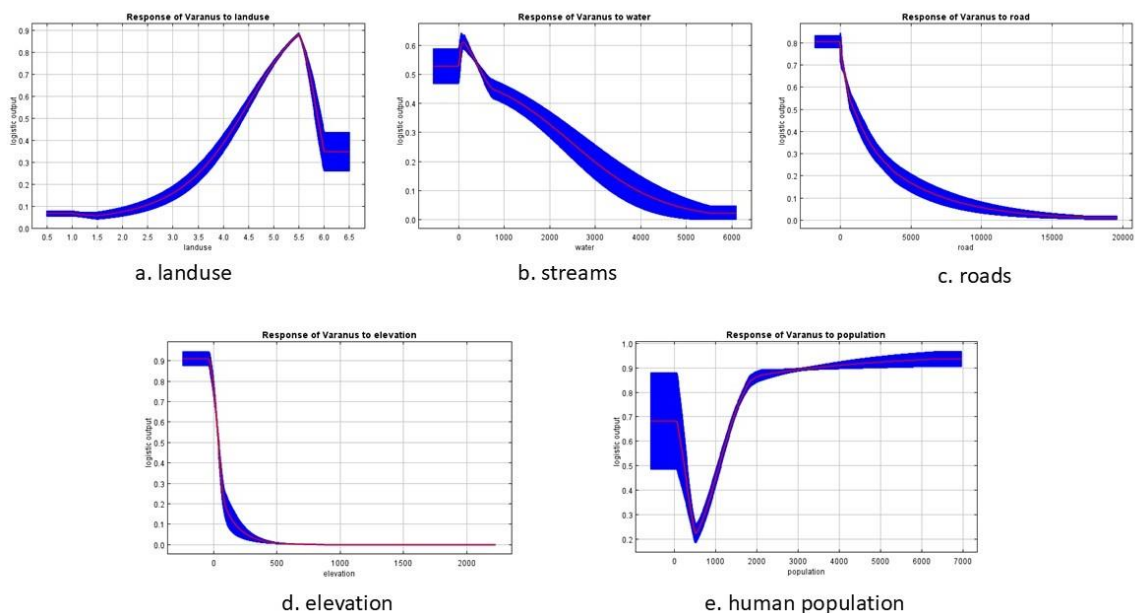 Response of Varanus to landuse
logistic output
0.9
0.8
0.7
0.6
0.5
0.4
0.3
0.2
0.1
0.0
0.5 1.0 1.5 2.0 2.5 3.0 3.5 4.0 4.5 5.0 5.5 6.0 6.5
landuse
a. landuse
Response of Varanus to water
logistic output
0.6
0.5
0.4
0.3
0.2
0.1
0.0
0 1000 2000 3000 4000 5000 6000
water
b. streams
Response of Varanus to road
logistic output
0.8
0.7
0.6
0.5
0.4
0.3
0.2
0.1
0.0
0 5000 10000 15000 20000
road
c. roads
Response of Varanus to elevation
logistic output
0.9
0.8
0.7
0.6
0.5
0.4
0.3
0.2
0.1
0.0
0 500 1000 1500 2000
elevation
d. elevation
Response of Varanus to population
logistic output
1.0
0.9
0.8
0.7
0.6
0.5
0.4
0.3
0.2
0 1000 2000 3000 4000 5000 6000 7000
population
e. human population